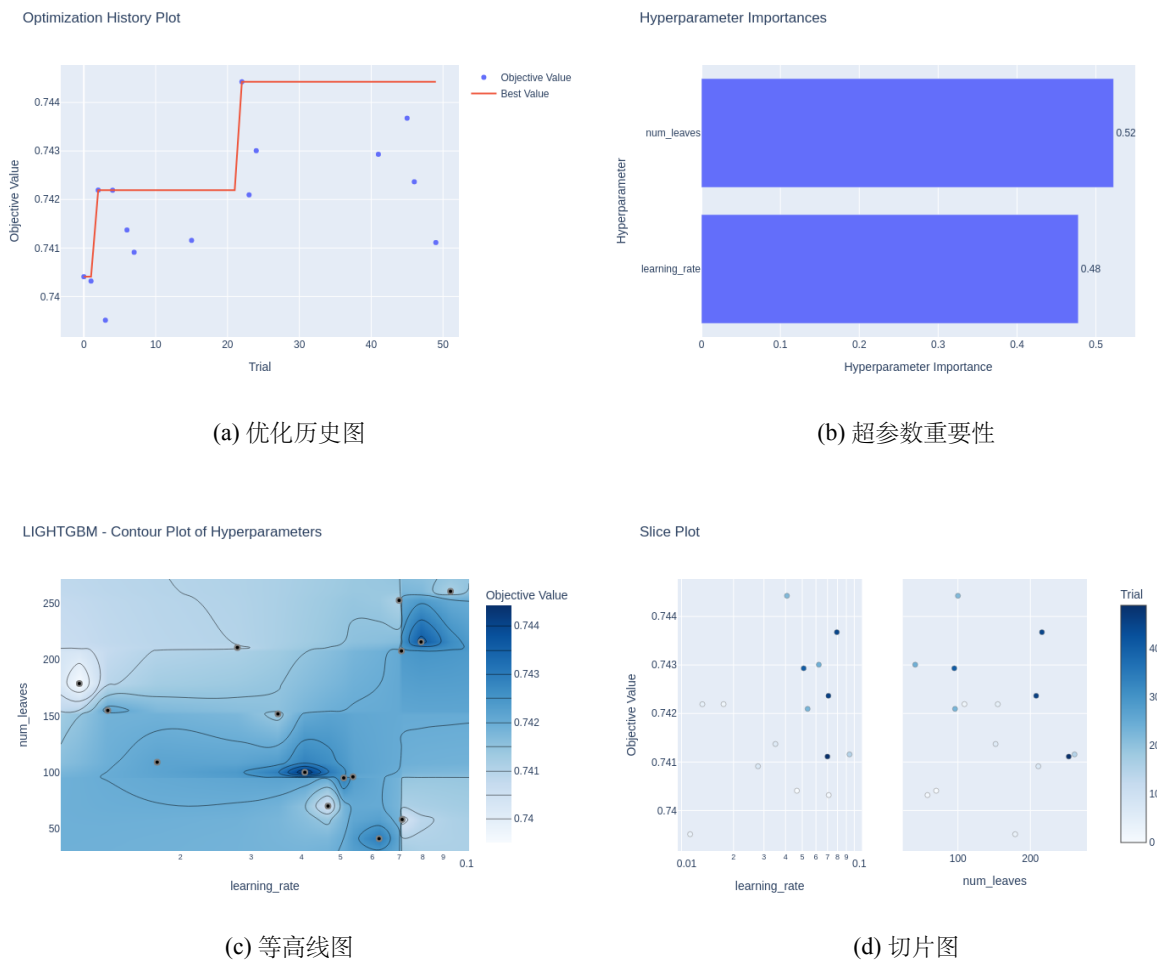 Optimization History Plot
Objective Value
Best Value
0.744
0.743
0.742
0.741
0.74
Objective Value
0 10 20 30 40 50
Trial
(a) 优化历史图
Hyperparameter Importances
num_leaves
0.52
learning_rate
0.48
Hyperparameter
0 0.1 0.2 0.3 0.4 0.5
Hyperparameter Importance
(b) 超参数重要性
LIGHTGBM - Contour Plot of Hyperparameters
Objective Value
0.744
0.743
0.742
0.741
0.74
250
200
150
100
50
num_leaves
2 3 4 5 6 7 8 9 0.1
learning_rate
(c) 等高线图
Slice Plot
Trial
40
30
20
10
0
0.744
0.743
0.742
0.741
0.74
Objective Value
0.01 2 3 4 5 6 7 8 9 0.1
learning_rate
100 200
num_leaves
(d) 切片图